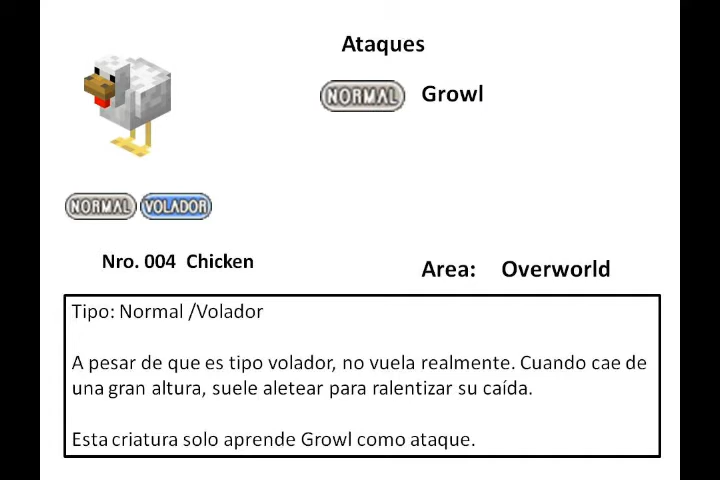 Ataques
NORMAL Growl
NORMAL VOLADOR
Nro. 004 Chicken
Area: Overworld
Tipo: Normal /Volador
A pesar de que es tipo volador, no vuela realmente. Cuando cae de
una gran altura, suele aletear para ralentizar su caída.
Esta criatura solo aprende Growl como ataque.